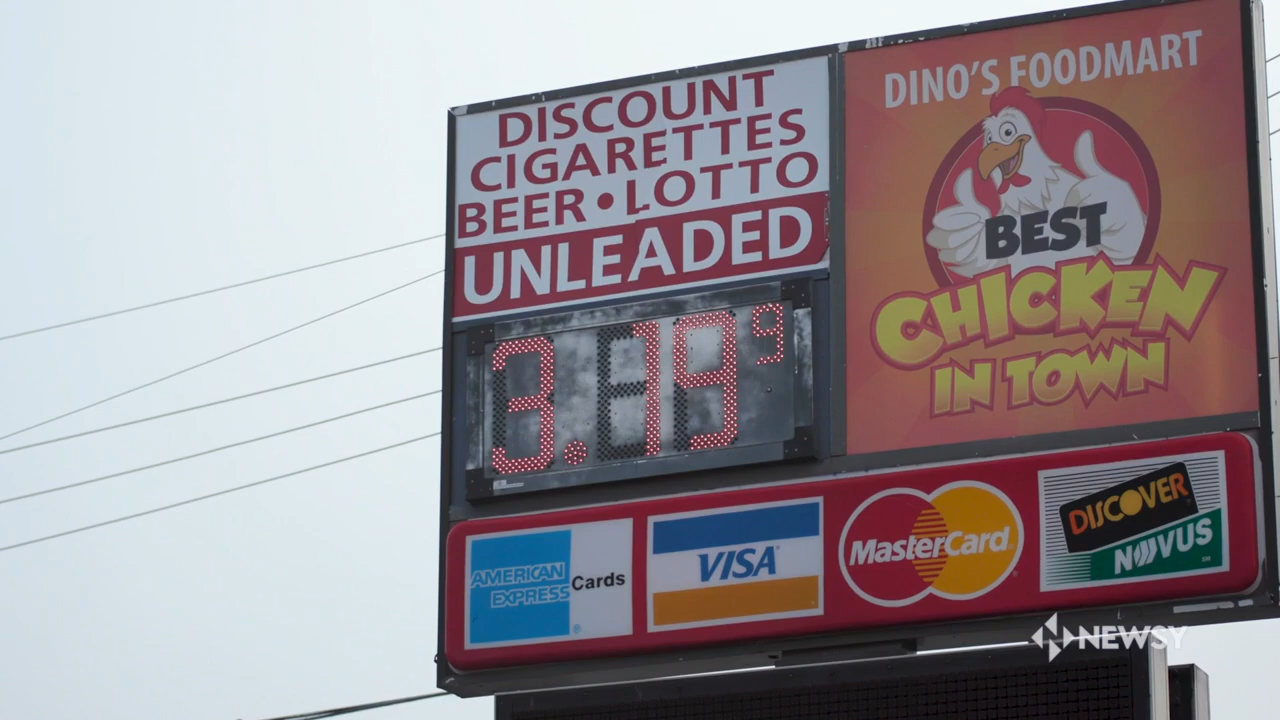 DISCOUNT
CIGARETTES
BEER • LOTTO
UNLEADED
3.19 9
DINO'S FOODMART
BEST
CHICKEN
IN TOWN
AMERICAN
EXPRESS
®
Cards
VISA
MasterCard
DISCOVER
NOVUS
NEWSY